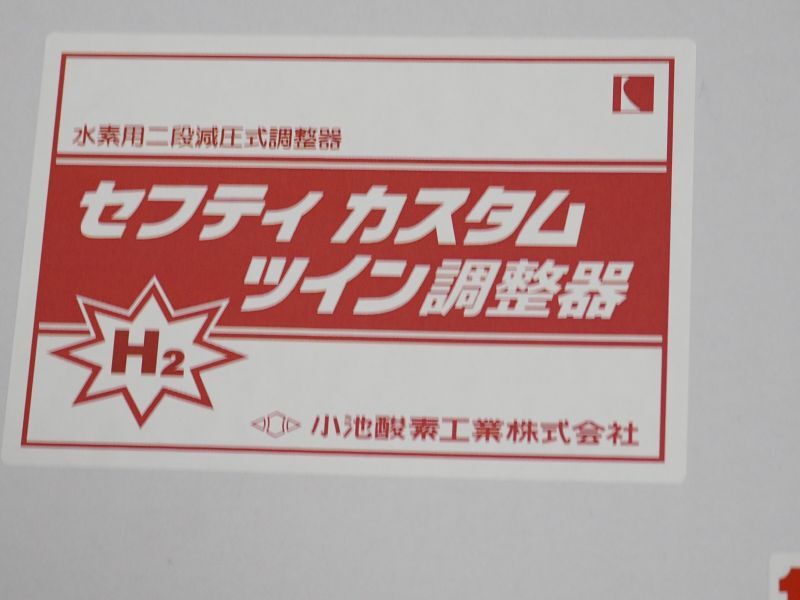 水素用二段減圧式調整器
セフティ カスタム
ツイン調整器
H2
小池酸素工業株式会社